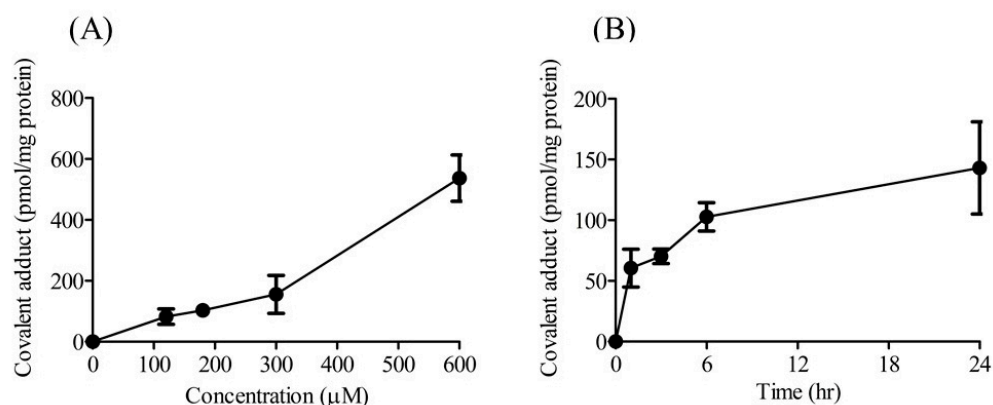 (A)
Covalent adduct (pmol/mg protein)
800
600
400
200
0
0 100 200 300 400 500 600
Concentration (μM)
(B)
Covalent adduct (pmol/mg protein)
200
150
100
50
0
0 6 12 18 24
Time (hr)